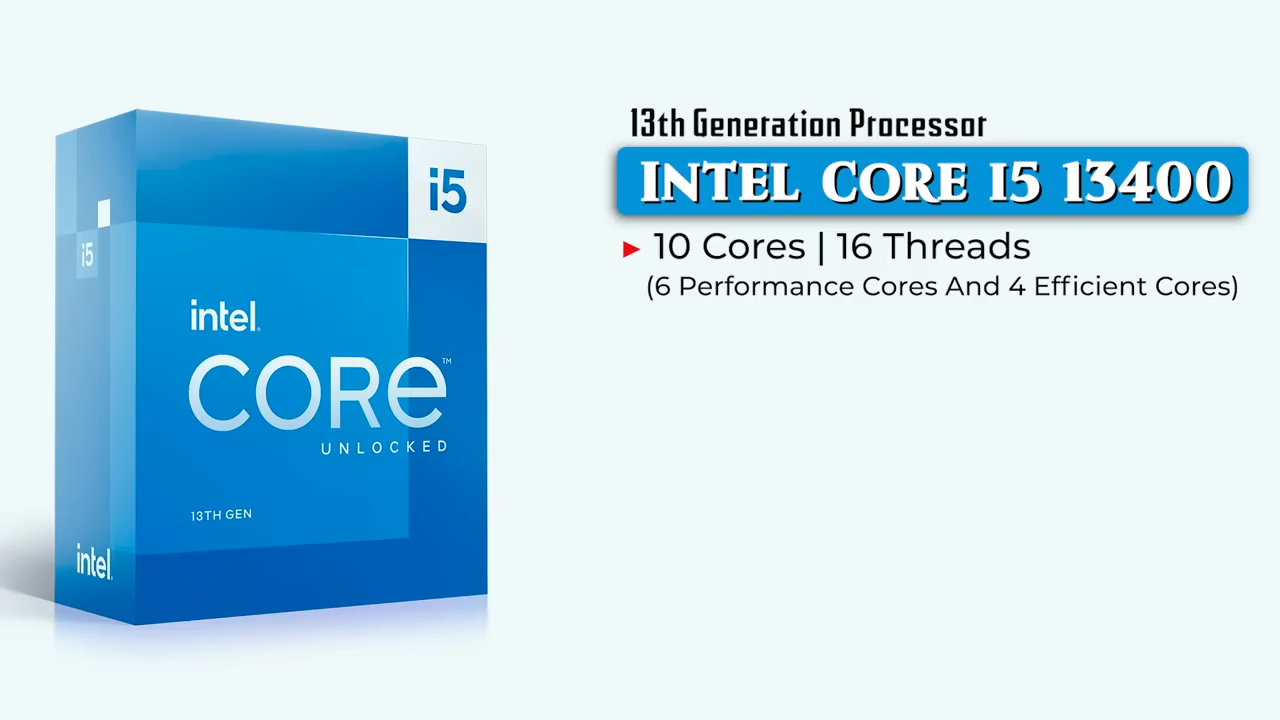 i5
i5
intel.
CORe™
UNLOCKED
13TH GEN
intel.
13th Generation Processor
INTEL CORE I5 13400
▶ 10 Cores | 16 Threads
(6 Performance Cores And 4 Efficient Cores)